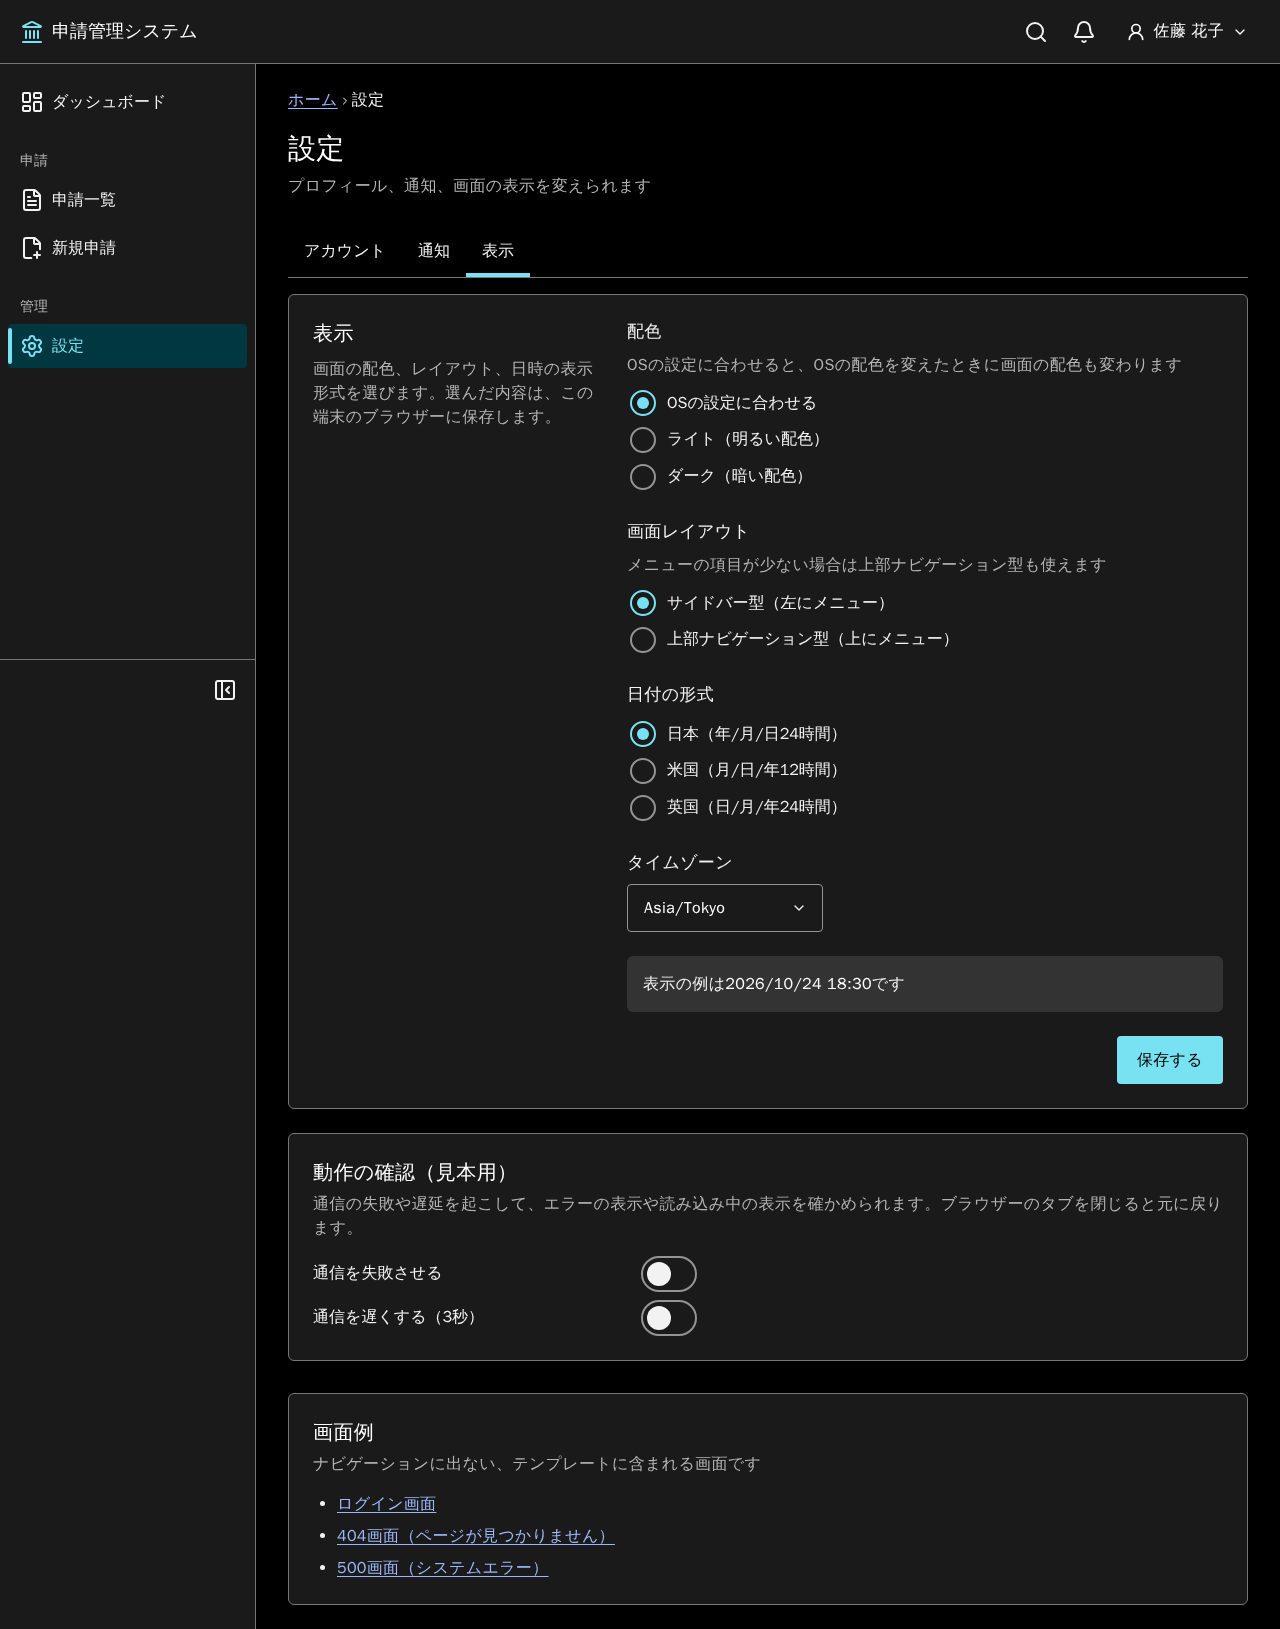 申請管理システム
佐藤 花子
ダッシュボード
申請
申請一覧
新規申請
管理
設定
ホーム › 設定
設定
プロフィール、通知、画面の表示を変えられます
アカウント
通知
表示
表示
画面の配色、レイアウト、日時の表示
形式を選びます。選んだ内容は、この
端末のブラウザーに保存します。
配色
OSの設定に合わせると、OSの配色を変えたときに画面の配色も変わります
OSの設定に合わせる
ライト（明るい配色）
ダーク（暗い配色）
画面レイアウト
メニューの項目が少ない場合は上部ナビゲーション型も使えます
サイドバー型（左にメニュー）
上部ナビゲーション型（上にメニュー）
日付の形式
日本（年/月/日24時間）
米国（月/日/年12時間）
英国（日/月/年24時間）
タイムゾーン
Asia/Tokyo
表示の例は2026/10/24 18:30です
保存する
動作の確認（見本用）
通信の失敗や遅延を起こして、エラーの表示や読み込み中の表示を確かめられます。ブラウザーのタブを閉じると元に戻り
ます。
通信を失敗させる
通信を遅くする（3秒）
画面例
ナビゲーションに出ない、テンプレートに含まれる画面です
ログイン画面
404画面（ページが見つかりません）
500画面（システムエラー）